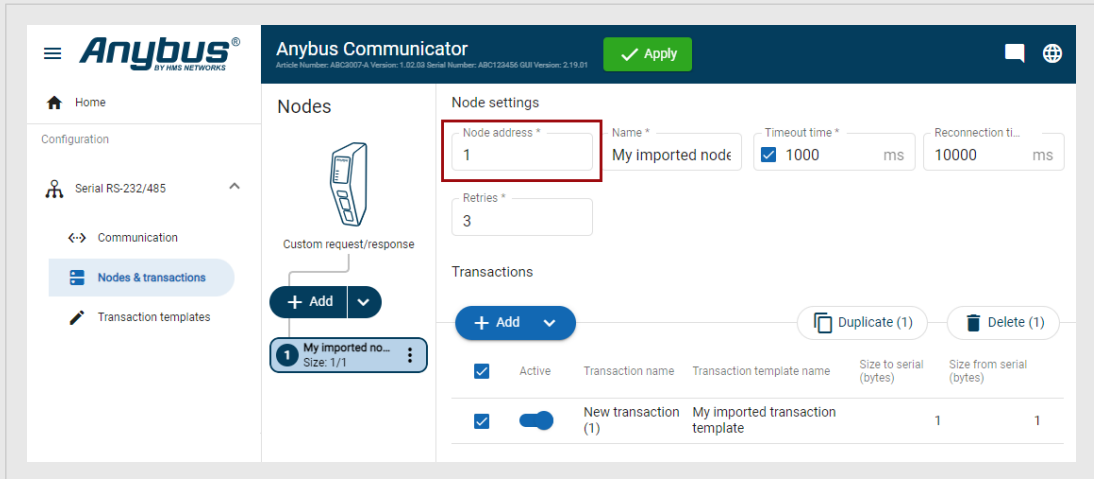 Anybus®
BY HMS NETWORKS
Anybus Communicator
Article Number: ABC3007-A Version: 1.02.03 Serial Number: ABC123456 GUI Version: 2.19.01
Apply
Home
Configuration
Serial RS-232/485
Communication
Nodes & transactions
Transaction templates
Nodes
Custom request/response
+ Add
1 My imported no...
Size: 1/1
Node settings
Node address *
1
Name *
My imported node
Timeout time *
1000 ms
Reconnection ti...
10000 ms
Retries *
3
Transactions
+ Add
Duplicate (1)
Delete (1)
Active
Transaction name
Transaction template name
Size to serial
(bytes)
Size from serial
(bytes)
New transaction
(1)
My imported transaction
template
1
1